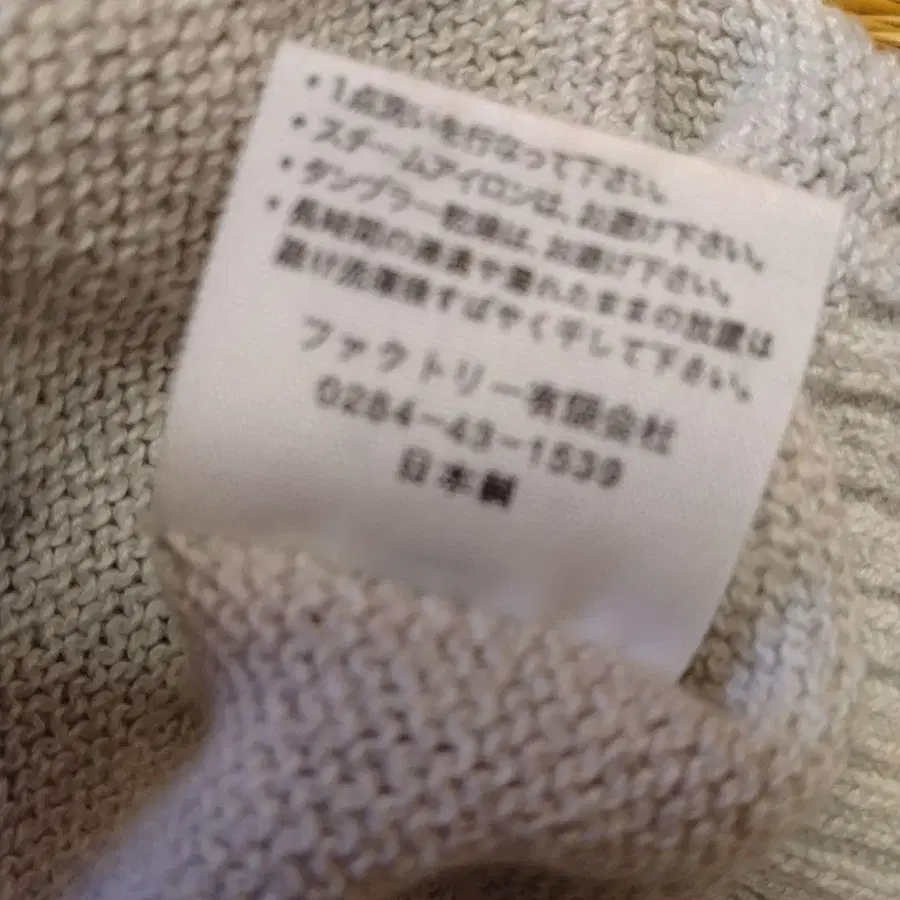 ・1点洗いを行なって下さい。
・スチームアイロンは、お避け下さい。
・タンブラー乾燥は、お避け下さい。
・長時間の浸漬や濡れたままの放置は
避け洗濯後すばやく干して下さい。
ファクトリー有限会社
0284-43-1539
日本製